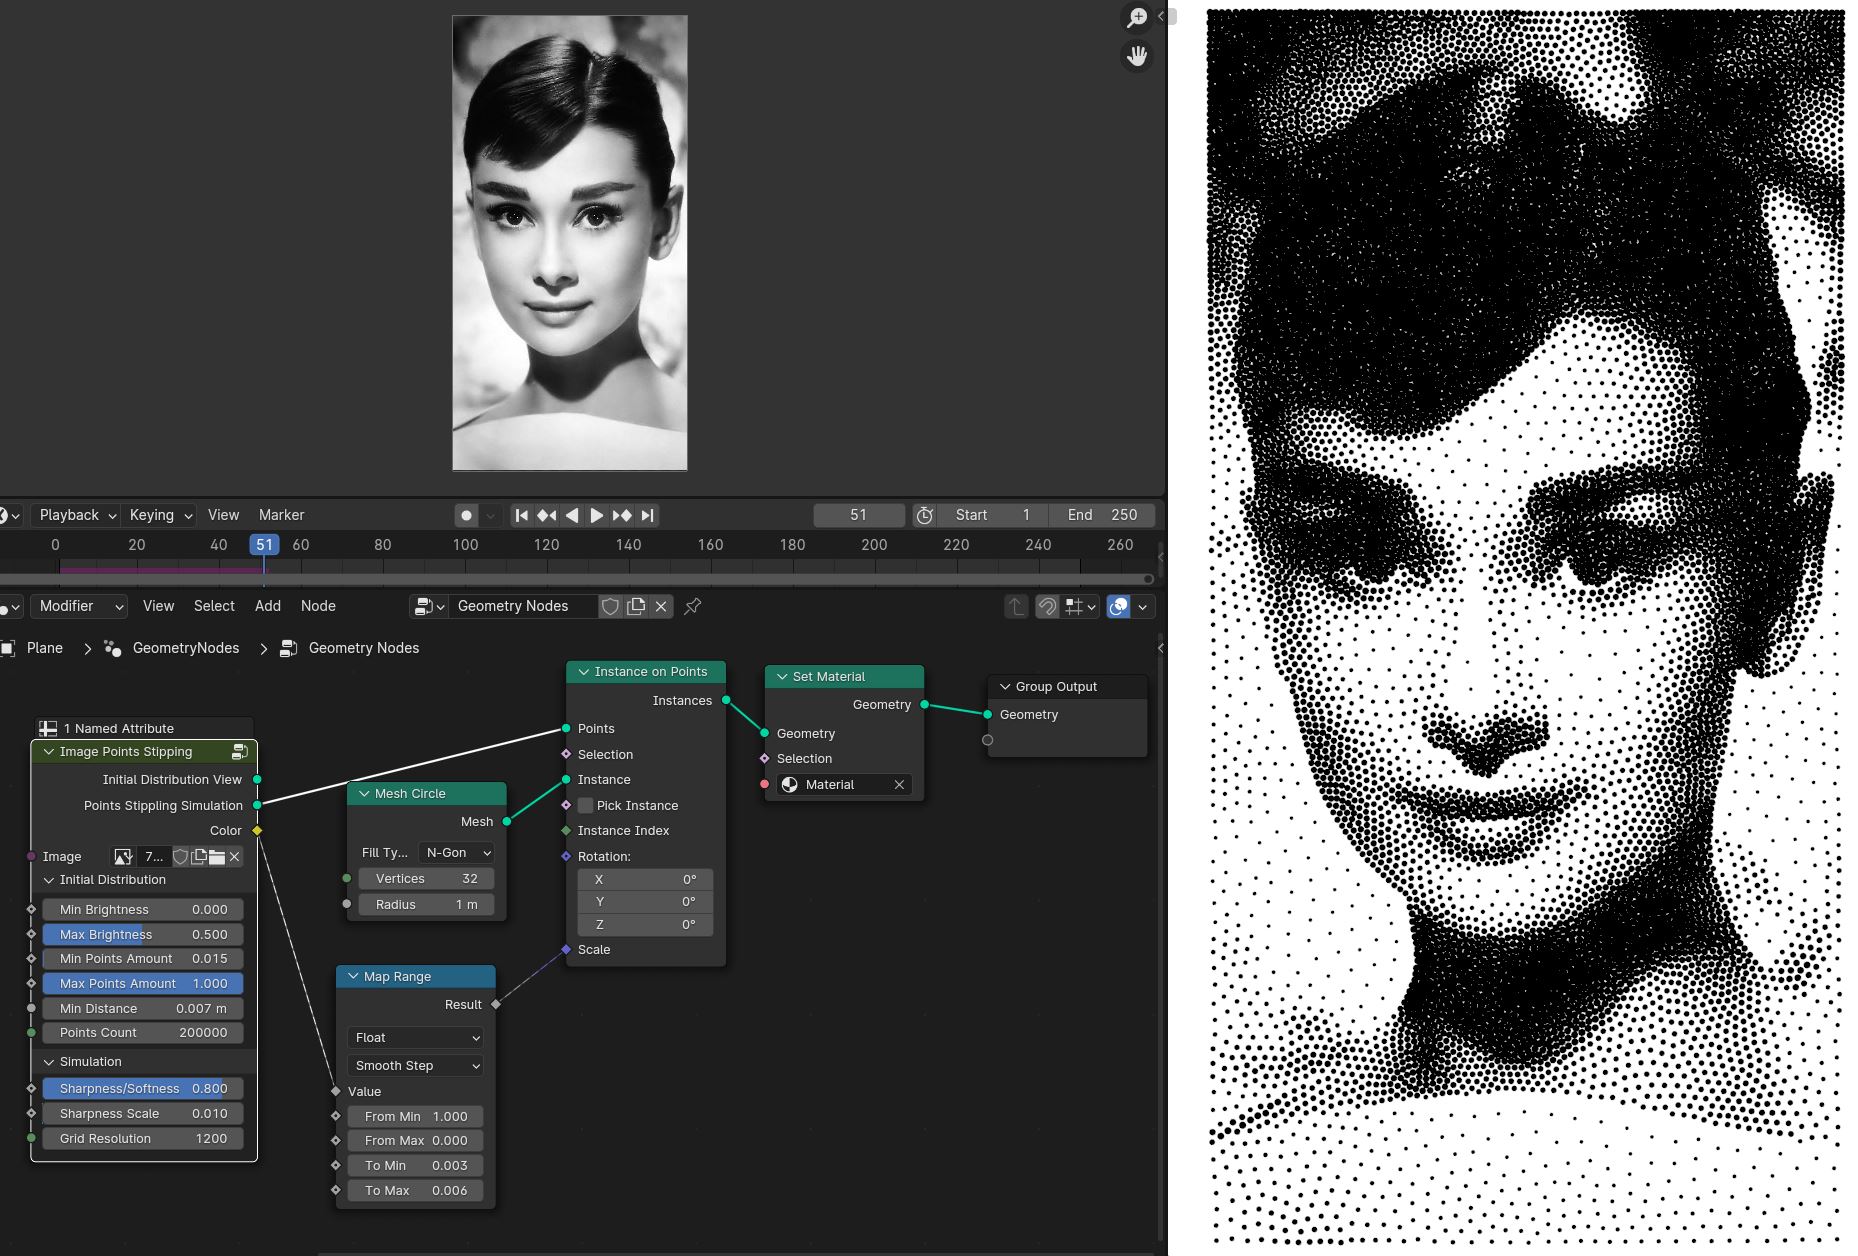 Playback Keying View Marker 51 Start 1 End 250
0 20 40 51 60 80 100 120 140 160 180 200 220 240 260
Modifier View Select Add Node Geometry Nodes
Plane GeometryNodes Geometry Nodes
1 Named Attribute
Image Points Stipping
Initial Distribution View
Points Stippling Simulation
Color
Image 7...
Initial Distribution
Min Brightness 0.000
Max Brightness 0.500
Min Points Amount 0.015
Max Points Amount 1.000
Min Distance 0.007 m
Points Count 200000
Simulation
Sharpness/Softness 0.800
Sharpness Scale 0.010
Grid Resolution 1200
Mesh Circle
Mesh
Fill Ty... N-Gon
Vertices 32
Radius 1 m
Map Range
Result
Float
Smooth Step
Value
From Min 1.000
From Max 0.000
To Min 0.003
To Max 0.006
Instance on Points
Instances
Points
Selection
Instance
Pick Instance
Instance Index
Rotation:
X 0°
Y 0°
Z 0°
Scale
Set Material
Geometry
Geometry
Selection
Material
Group Output
Geometry